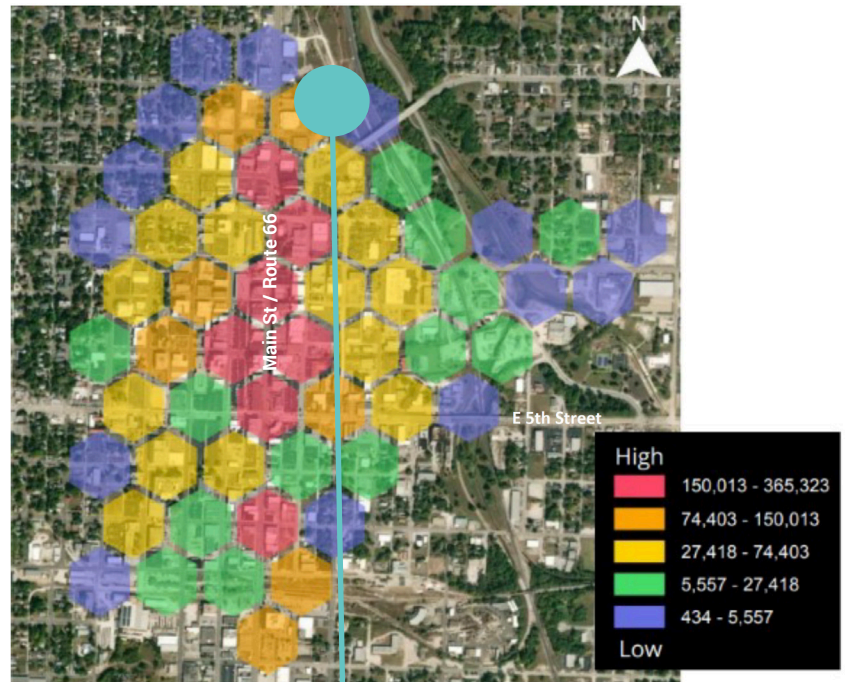 N
Main St / Route 66
E 5th Street
High
150,013 - 365,323
74,403 - 150,013
27,418 - 74,403
5,557 - 27,418
434 - 5,557
Low